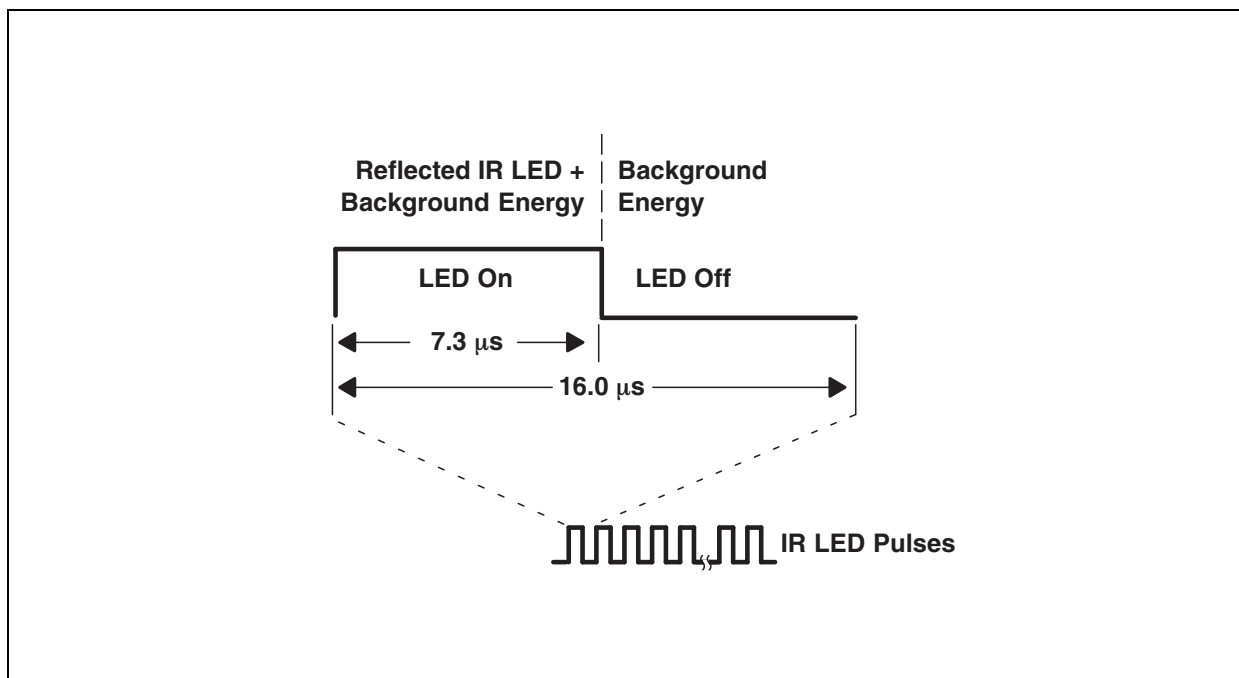 Reflected IR LED +
Background Energy
Background
Energy
LED On
LED Off
7.3 μs
16.0 μs
IR LED Pulses